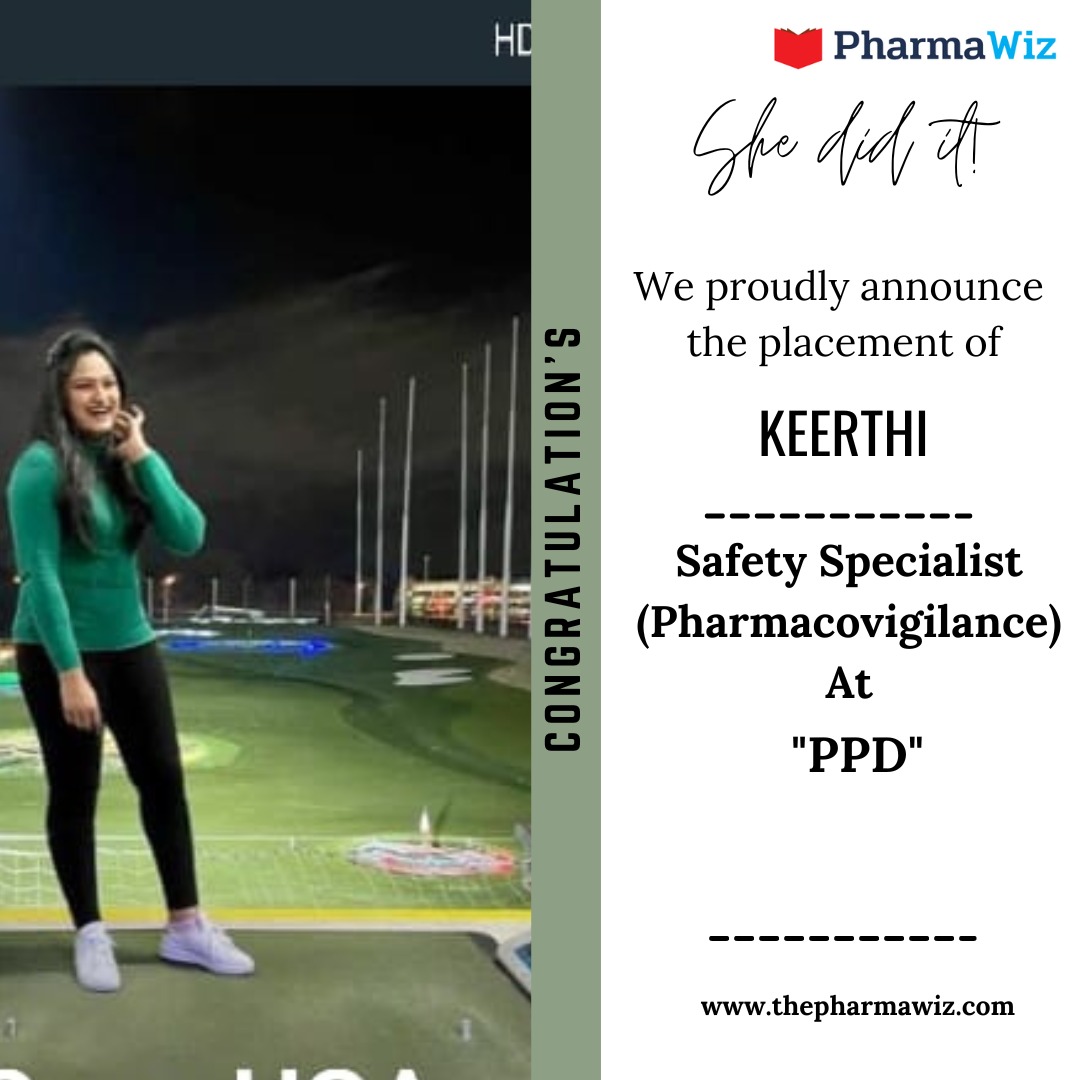 HD
CONGRATULATION'S
PharmaWiz
She did it!
We proudly announce
the placement of
KEERTHI
Safety Specialist
(Pharmacovigilance)
At
"PPD"
www.thepharmawiz.com